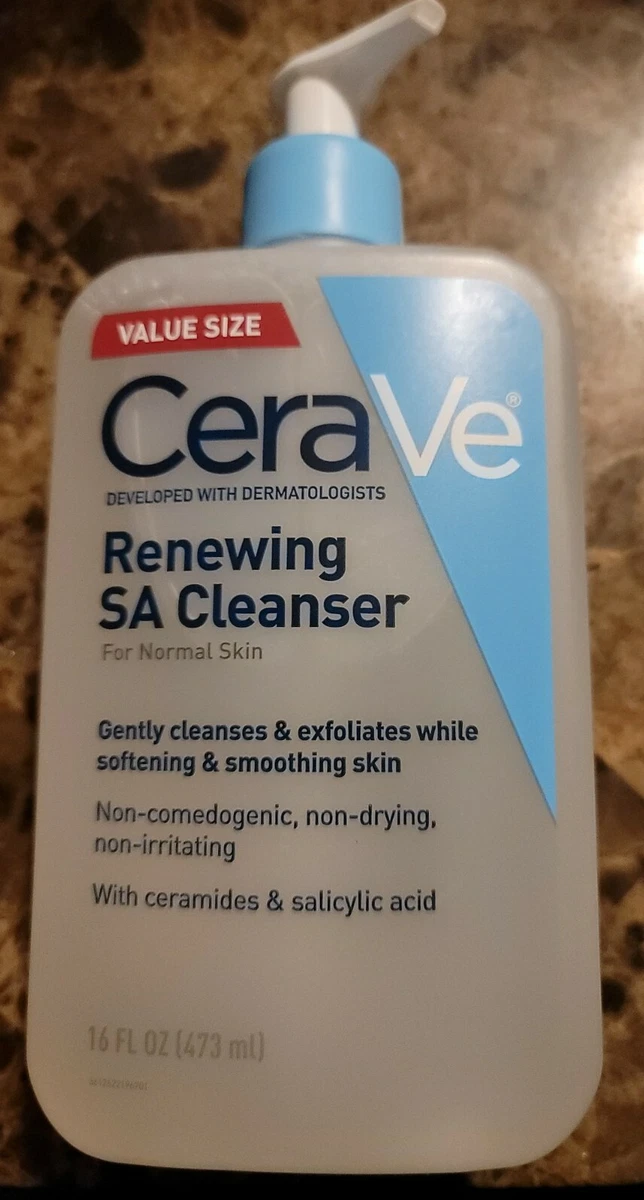 VALUE SIZE
CeraVe®
DEVELOPED WITH DERMATOLOGISTS
Renewing
SA Cleanser
For Normal Skin
Gently cleanses & exfoliates while
softening & smoothing skin
Non-comedogenic, non-drying,
non-irritating
With ceramides & salicylic acid
16 FL OZ (473 ml)